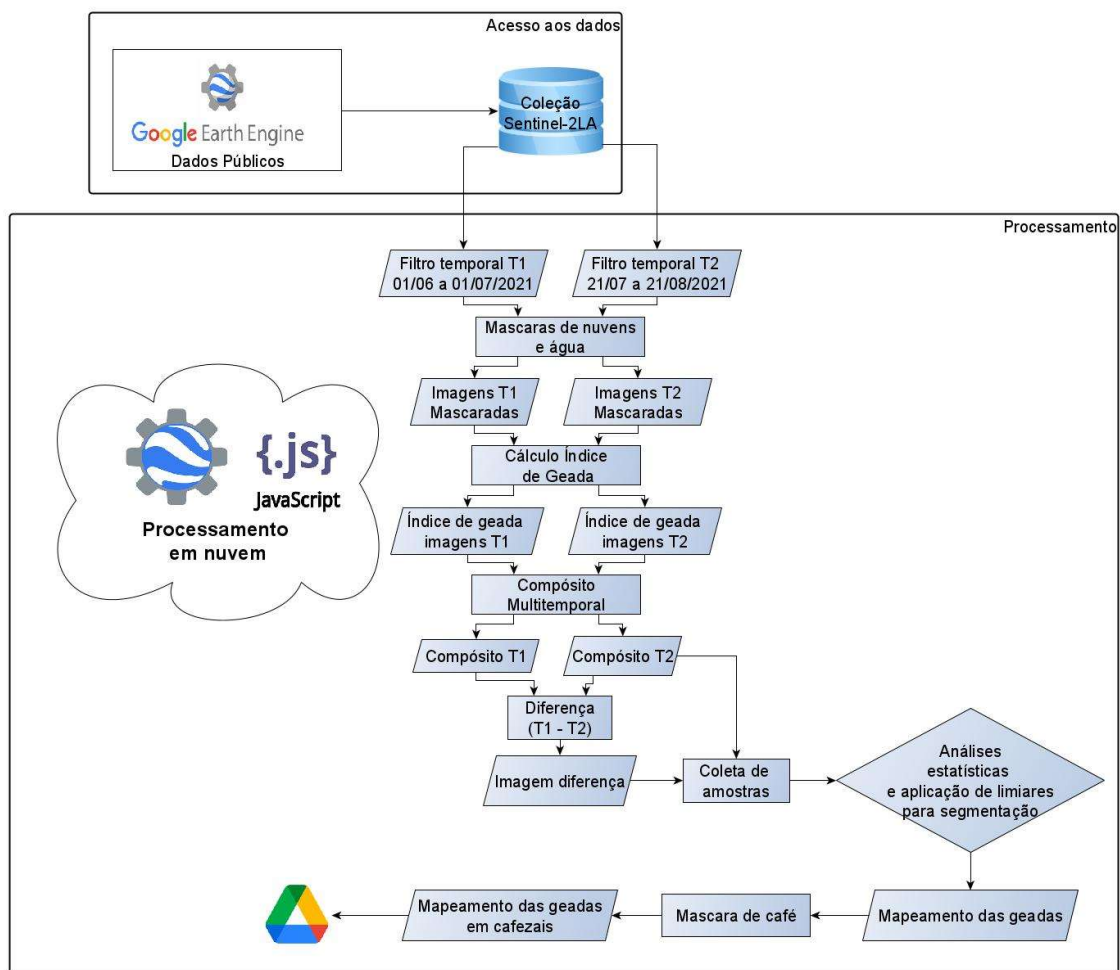 Acesso aos dados
Google Earth Engine
Dados Públicos
Coleção
Sentinel-2LA
Processamento
Filtro temporal T1
01/06 a 01/07/2021
Filtro temporal T2
21/07 a 21/08/2021
Mascaras de nuvens
e água
Imagens T1
Mascaradas
Imagens T2
Mascaradas
{.js}
JavaScript
Processamento
em nuvem
Cálculo Índice
de Geada
Índice de geada
imagens T1
Índice de geada
imagens T2
Compósito
Multitemporal
Compósito T1
Compósito T2
Diferença
(T1 - T2)
Imagem diferença
Coleta de
amostras
Análises
estatísticas
e aplicação de limiares
para segmentação
Mapeamento das geadas
Mascara de café
Mapeamento das geadas
em cafezais